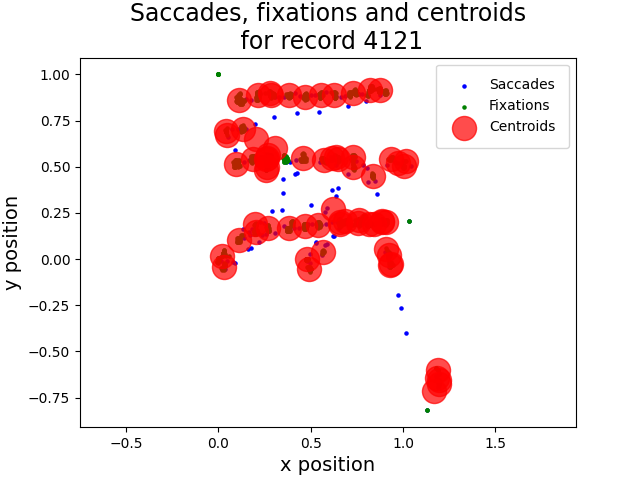 Saccades, fixations and centroids
for record 4121
Saccades
Fixations
Centroids
1.00
0.75
0.50
0.25
0.00
−0.25
−0.50
−0.75
y position
−0.5
0.0
0.5
1.0
1.5
x position